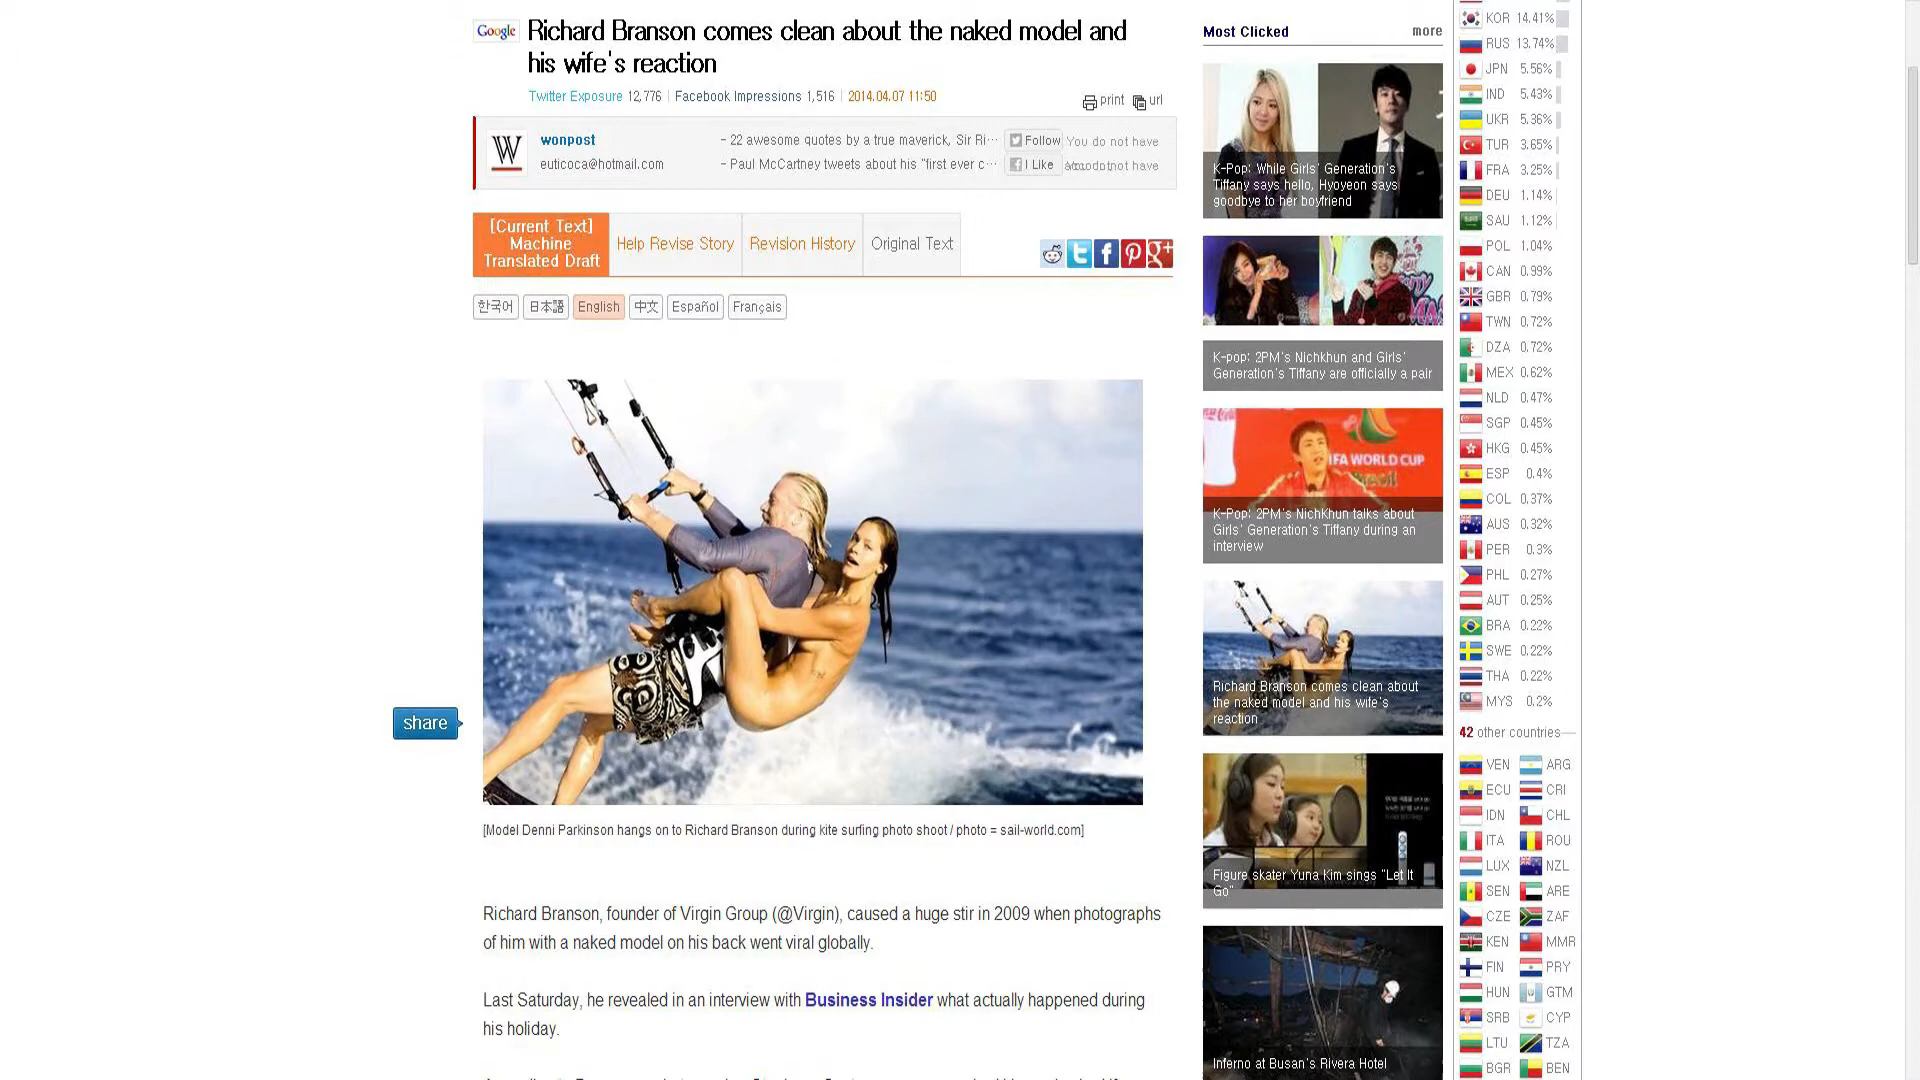 Google
Richard Branson comes clean about the naked model and
his wife's reaction
Twitter Exposure 12,776 | Facebook Impressions 1,516 | 2014.04.07 11:50
print url
W
wonpost
euticoca@hotmail.com
- 22 awesome quotes by a true maverick, Sir Ri···
- Paul McCartney tweets about his "first ever c···
Follow You do not have
I Like
not have
[Current Text]
Machine
Translated Draft
Help Revise Story
Revision History
Original Text
한국어 日本語 English 中文 Español Français
share
[Model Denni Parkinson hangs on to Richard Branson during kite surfing photo shoot / photo = sail-world.com]
Richard Branson, founder of Virgin Group (@Virgin), caused a huge stir in 2009 when photographs
of him with a naked model on his back went viral globally.
Last Saturday, he revealed in an interview with Business Insider what actually happened during
his holiday.
Most Clicked more
K-Pop: While Girls' Generation's
Tiffany says hello, Hyoyeon says
goodbye to her boyfriend
K-pop: 2PM's Nichkhun and Girls'
Generation's Tiffany are officially a pair
IFA WORLD CUP
K-Pop: 2PM's NichKhun talks about
Girls' Generation's Tiffany during an
interview
Richard Branson comes clean about
the naked model and his wife's
reaction
Figure skater Yuna Kim sings "Let It
Go"
Inferno at Busan's Rivera Hotel
KOR 14.41%
RUS 13.74%
JPN 5.56%
IND 5.43%
UKR 5.36%
TUR 3.65%
FRA 3.25%
DEU 1.14%
SAU 1.12%
POL 1.04%
CAN 0.99%
GBR 0.79%
TWN 0.72%
DZA 0.72%
MEX 0.62%
NLD 0.47%
SGP 0.45%
HKG 0.45%
ESP 0.4%
COL 0.37%
AUS 0.32%
PER 0.3%
PHL 0.27%
AUT 0.25%
BRA 0.22%
SWE 0.22%
THA 0.22%
MYS 0.2%
42 other countries
VEN ARG
ECU CRI
IDN CHL
ITA ROU
LUX NZL
SEN ARE
CZE ZAF
KEN MMR
FIN PRY
HUN GTM
SRB CYP
LTU TZA
BGR BEN